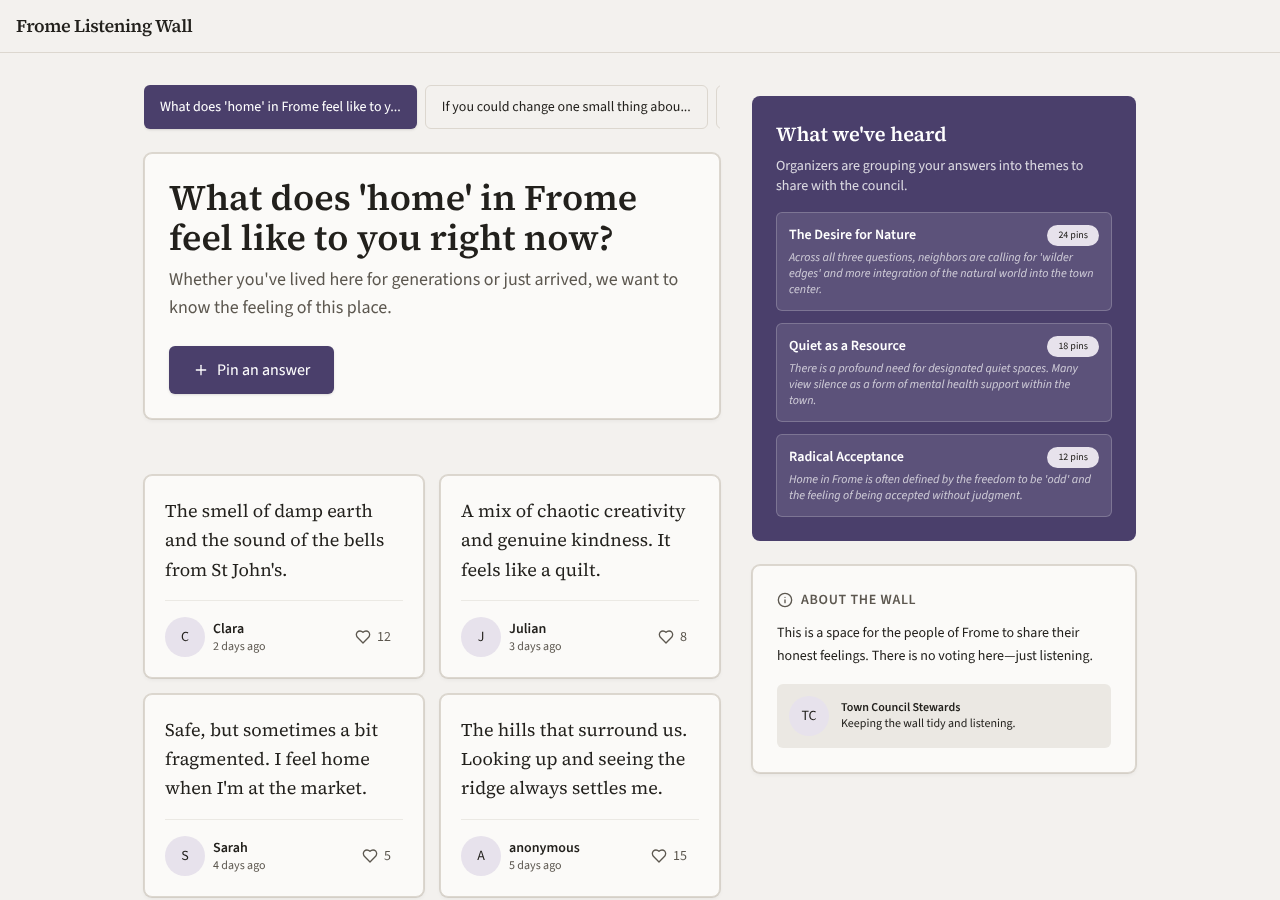 Frome Listening Wall
What does 'home' in Frome feel like to y...
If you could change one small thing abou...
What does 'home' in Frome
feel like to you right now?
Whether you've lived here for generations or just arrived, we want to
know the feeling of this place.
Pin an answer
The smell of damp earth
and the sound of the bells
from St John's.
C
Clara
2 days ago
12
A mix of chaotic creativity
and genuine kindness. It
feels like a quilt.
J
Julian
3 days ago
8
Safe, but sometimes a bit
fragmented. I feel home
when I'm at the market.
S
Sarah
4 days ago
5
The hills that surround us.
Looking up and seeing the
ridge always settles me.
A
anonymous
5 days ago
15
What we've heard
Organizers are grouping your answers into themes to
share with the council.
The Desire for Nature
24 pins
Across all three questions, neighbors are calling for 'wilder
edges' and more integration of the natural world into the town
center.
Quiet as a Resource
18 pins
There is a profound need for designated quiet spaces. Many
view silence as a form of mental health support within the
town.
Radical Acceptance
12 pins
Home in Frome is often defined by the freedom to be 'odd' and
the feeling of being accepted without judgment.
ABOUT THE WALL
This is a space for the people of Frome to share their
honest feelings. There is no voting here—just listening.
TC
Town Council Stewards
Keeping the wall tidy and listening.